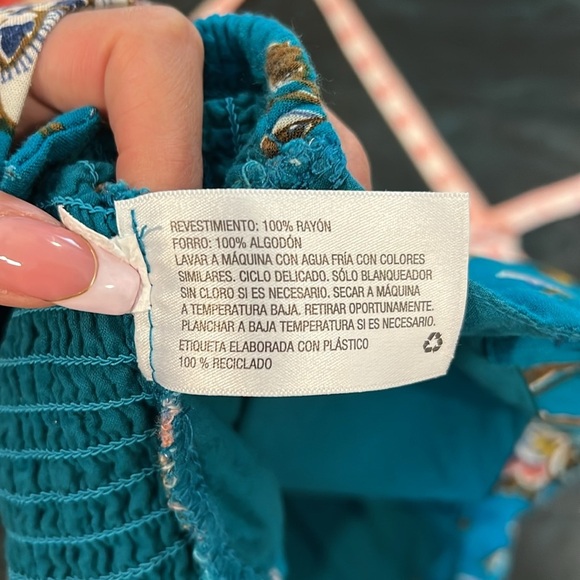 REVESTIMIENTO: 100% RAYÓN
FORRO: 100% ALGODÓN
LAVAR A MÁQUINA CON AGUA FRÍA CON COLORES
SIMILARES. CICLO DELICADO. SÓLO BLANQUEADOR
SIN CLORO SI ES NECESARIO. SECAR A MÁQUINA
A TEMPERATURA BAJA. RETIRAR OPORTUNAMENTE.
PLANCHAR A BAJA TEMPERATURA SI ES NECESARIO.
ETIQUETA ELABORADA CON PLÁSTICO
100 % RECICLADO